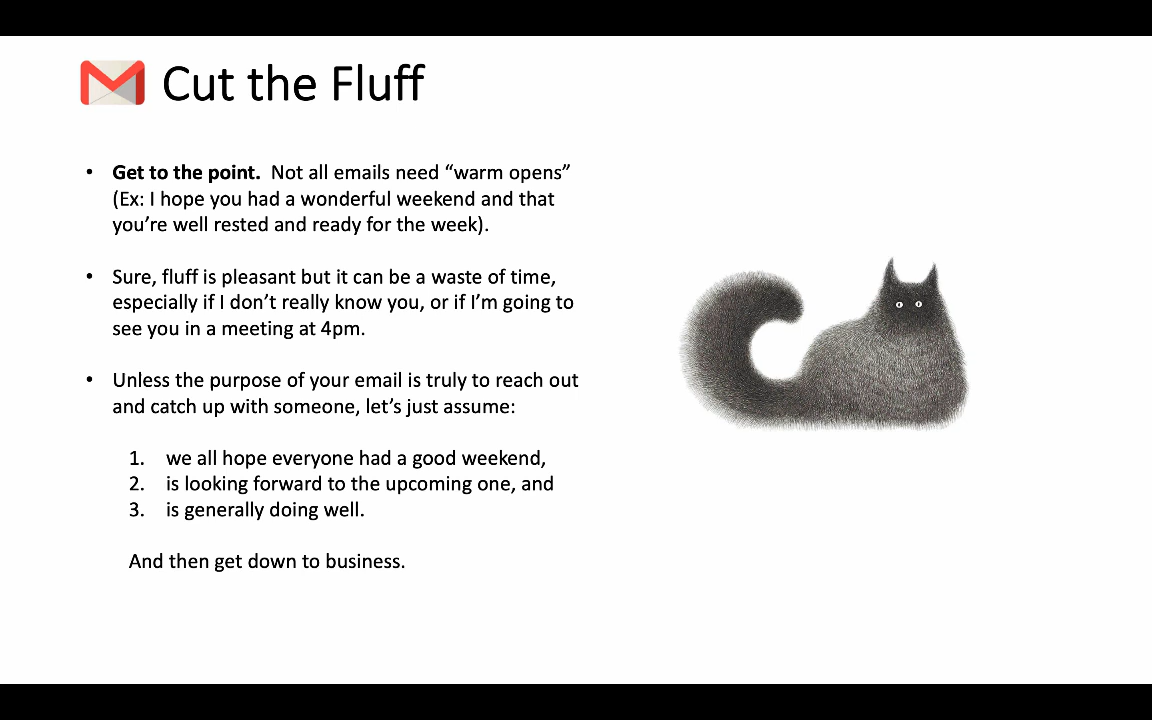 Cut the Fluff
• Get to the point.  Not all emails need “warm opens”
(Ex: I hope you had a wonderful weekend and that
you’re well rested and ready for the week).
• Sure, fluff is pleasant but it can be a waste of time,
especially if I don’t really know you, or if I’m going to
see you in a meeting at 4pm.
• Unless the purpose of your email is truly to reach out
and catch up with someone, let’s just assume:
1. we all hope everyone had a good weekend,
2. is looking forward to the upcoming one, and
3. is generally doing well.
And then get down to business.